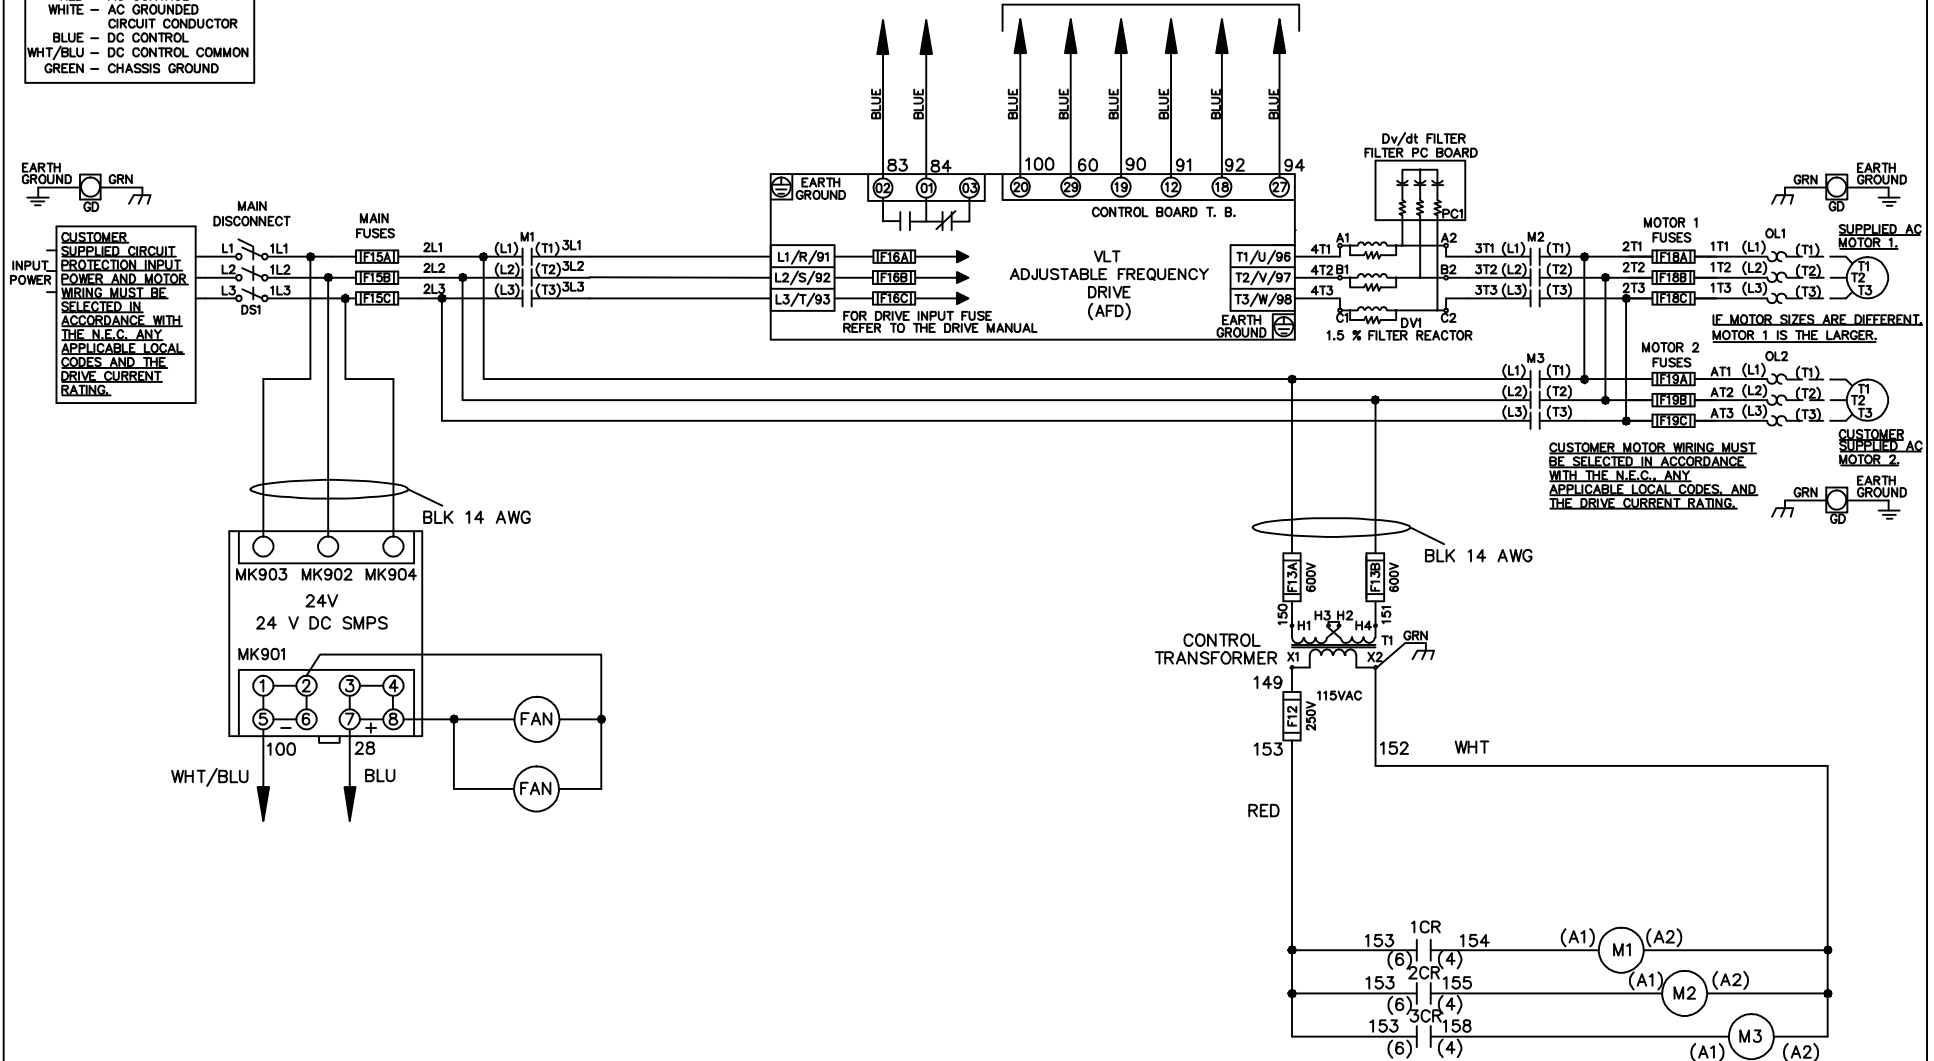 WHITE – AC GROUNDED
CIRCUIT CONDUCTOR
BLUE – DC CONTROL
WHT/BLU – DC CONTROL COMMON
GREEN – CHASSIS GROUND
BLUE
BLUE
BLUE
BLUE
BLUE
BLUE
BLUE
BLUE
83
84
100
60
90
91
92
94
Dv/dt FILTER
FILTER PC BOARD
PC1
EARTH
GROUND
GRN
GD
EARTH
GROUND
02
01
03
20
29
19
12
18
27
CONTROL BOARD T. B.
GRN
EARTH
GROUND
GD
INPUT
POWER
CUSTOMER
SUPPLIED CIRCUIT
PROTECTION INPUT
POWER AND MOTOR
WIRING MUST BE
SELECTED IN
ACCORDANCE WITH
THE N.E.C. ANY
APPLICABLE LOCAL
CODES AND THE
DRIVE CURRENT
RATING.
MAIN
DISCONNECT
L1
1L1
L2
1L2
L3
1L3
DS1
MAIN
FUSES
F15A
F15B
F15C
2L1
2L2
2L3
M1
(L1)
(T1)
3L1
(L2)
(T2)
3L2
(L3)
(T3)
3L3
L1/R/91
L2/S/92
L3/T/93
F16A
F16B
F16C
FOR DRIVE INPUT FUSE
REFER TO THE DRIVE MANUAL
VLT
ADJUSTABLE FREQUENCY
DRIVE
(AFD)
T1/U/96
T2/V/97
T3/W/98
EARTH
GROUND
4T1
A1
A2
4T2
B1
B2
4T3
C1
C2
DV1
1.5 % FILTER REACTOR
M2
3T1
(L1)
(T1)
3T2
(L2)
(T2)
3T3
(L3)
(T3)
MOTOR 1
FUSES
2T1
F18A
1T1
(L1)
2T2
F18B
1T2
(L2)
2T3
F18C
1T3
(L3)
OL1
(T1)
(T2)
(T3)
SUPPLIED AC
MOTOR 1.
T1
T2
T3
IF MOTOR SIZES ARE DIFFERENT,
MOTOR 1 IS THE LARGER.
M3
(L1)
(T1)
(L2)
(T2)
(L3)
(T3)
MOTOR 2
FUSES
F19A
AT1
(L1)
F19B
AT2
(L2)
F19C
AT3
(L3)
OL2
(T1)
(T2)
(T3)
T1
T2
T3
CUSTOMER
SUPPLIED AC
MOTOR 2.
CUSTOMER MOTOR WIRING MUST
BE SELECTED IN ACCORDANCE
WITH THE N.E.C., ANY
APPLICABLE LOCAL CODES, AND
THE DRIVE CURRENT RATING.
GRN
EARTH
GROUND
GD
BLK 14 AWG
MK903
MK902
MK904
24V
24 V DC SMPS
MK901
1
2
3
4
5
–
6
7
+
8
100
28
WHT/BLU
BLU
FAN
FAN
BLK 14 AWG
F13A
600V
F13B
600V
150
151
H1
H3
H2
H4
T1
GRN
CONTROL
TRANSFORMER
X1
X2
149
115VAC
F12
250V
153
152
WHT
RED
1CR
153
154
(6)
(4)
(A1)
M1
(A2)
2CR
153
155
(6)
(4)
(A1)
M2
(A2)
3CR
153
158
(6)
(4)
(A1)
M3
(A2)